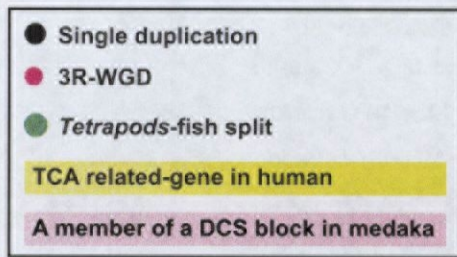 Single duplication
3R-WGD
Tetrapods-fish split
TCA related-gene in human
A member of a DCS block in medaka